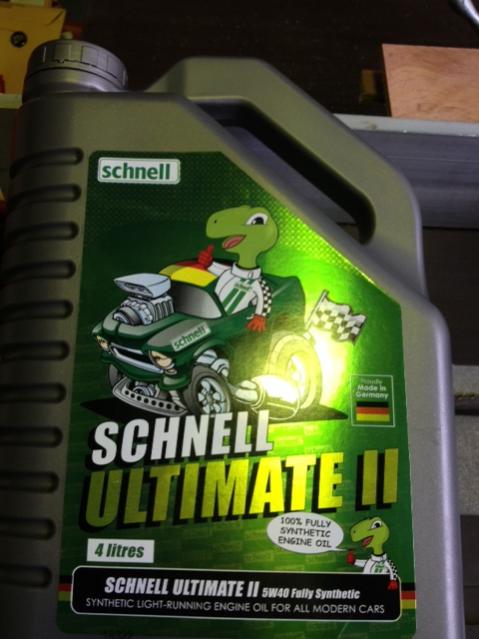 schnell
schnell
Proudly
Made in
Germany
SCHNELL
ULTIMATE II
100% FULLY
SYNTHETIC
ENGINE OIL
4 litres
SCHNELL ULTIMATE II 5W40 Fully Synthetic
SYNTHETIC LIGHT-RUNNING ENGINE OIL FOR ALL MODERN CARS